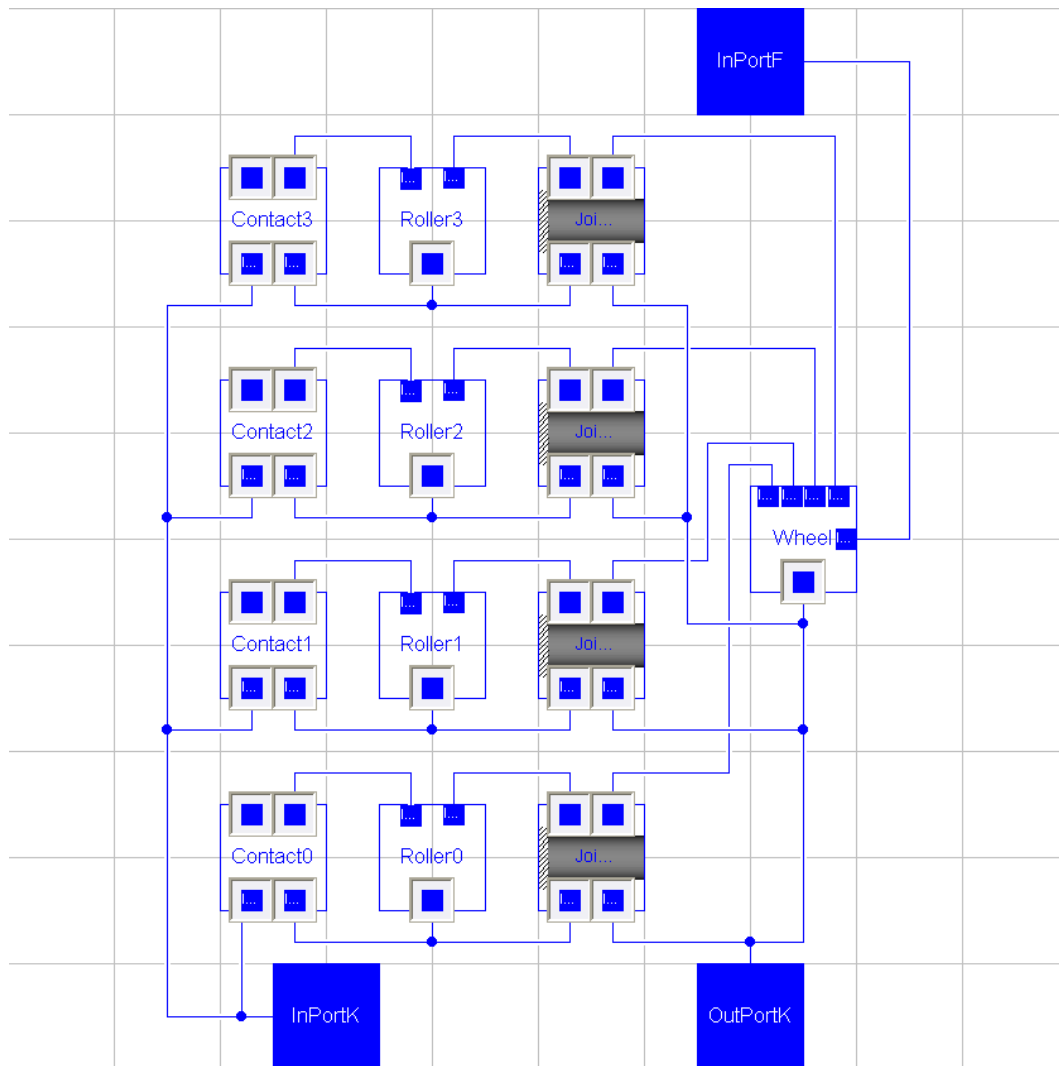 InPortF
Contact3 Roller3 Joi...
I... I...
I... I... I... I...
Contact2 Roller2 Joi...
I... I...
I... I... I... I...
I... I... I... I...
Wheel I...
Contact1 Roller1 Joi...
I... I...
I... I... I... I...
Contact0 Roller0 Joi...
I... I...
I... I... I... I...
InPortK OutPortK